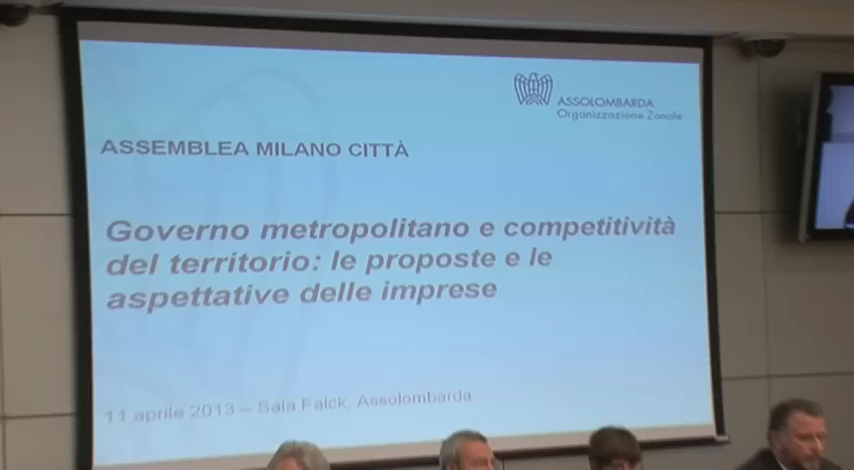 ASSOLOMBARDA
Organizzazione Zonale
ASSEMBLEA MILANO CITTÀ
Governo metropolitano e competitività
del territorio: le proposte e le
aspettative delle imprese
11 aprile 2013 – Sala Falck, Assolombarda